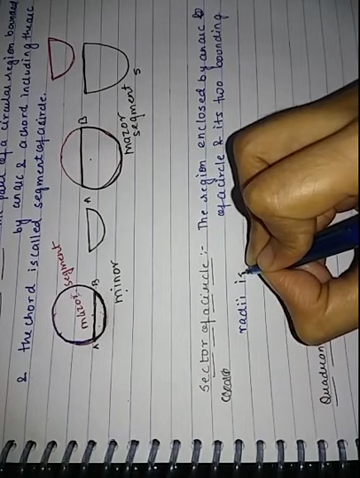 part of a circular region bounded
by an arc & a chord including the arc
& the chord is called segment of a circle.
major segment
A B
minor
A B
major
segment
S
Sector of a circle :- The region enclosed by an arc &
of a circle & its two bounding
radii is